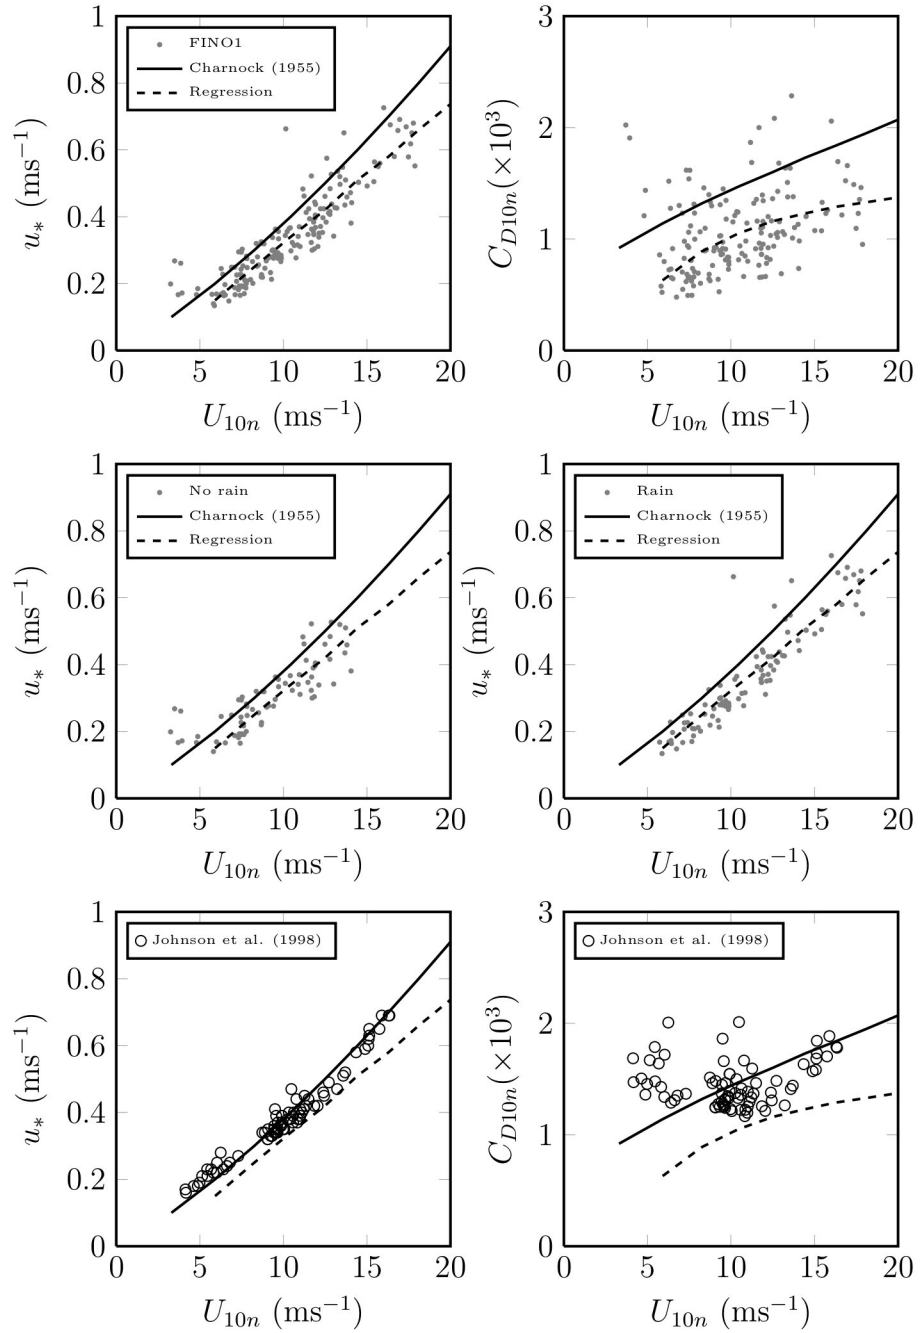 1
0.8
0.6
0.4
0.2
0
0 5 10 15 20
u* (ms−1)
U10n (ms−1)
FINO1
Charnock (1955)
Regression
3
2
1
0
0 5 10 15 20
CD10n(×103)
U10n (ms−1)
1
0.8
0.6
0.4
0.2
0
0 5 10 15 20
u* (ms−1)
U10n (ms−1)
No rain
Charnock (1955)
Regression
1
0.8
0.6
0.4
0.2
0
0 5 10 15 20
u* (ms−1)
U10n (ms−1)
Rain
Charnock (1955)
Regression
1
0.8
0.6
0.4
0.2
0
0 5 10 15 20
u* (ms−1)
U10n (ms−1)
Johnson et al. (1998)
3
2
1
0
0 5 10 15 20
CD10n(×103)
U10n (ms−1)
Johnson et al. (1998)